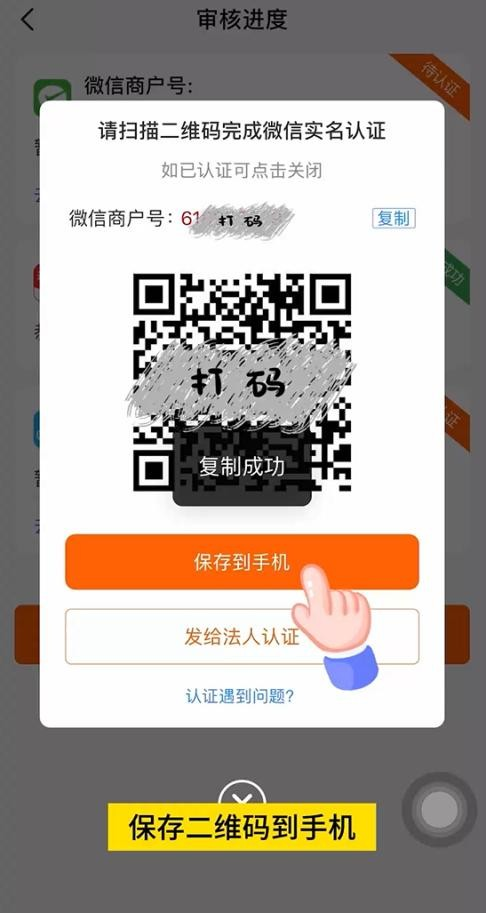 审核进度
微信商户号:
待认证
请扫描二维码完成微信实名认证
如已认证可点击关闭
微信商户号: 61
打码
复制
成功
打码
证
复制成功
保存到手机
发给法人认证
认证遇到问题?
保存二维码到手机